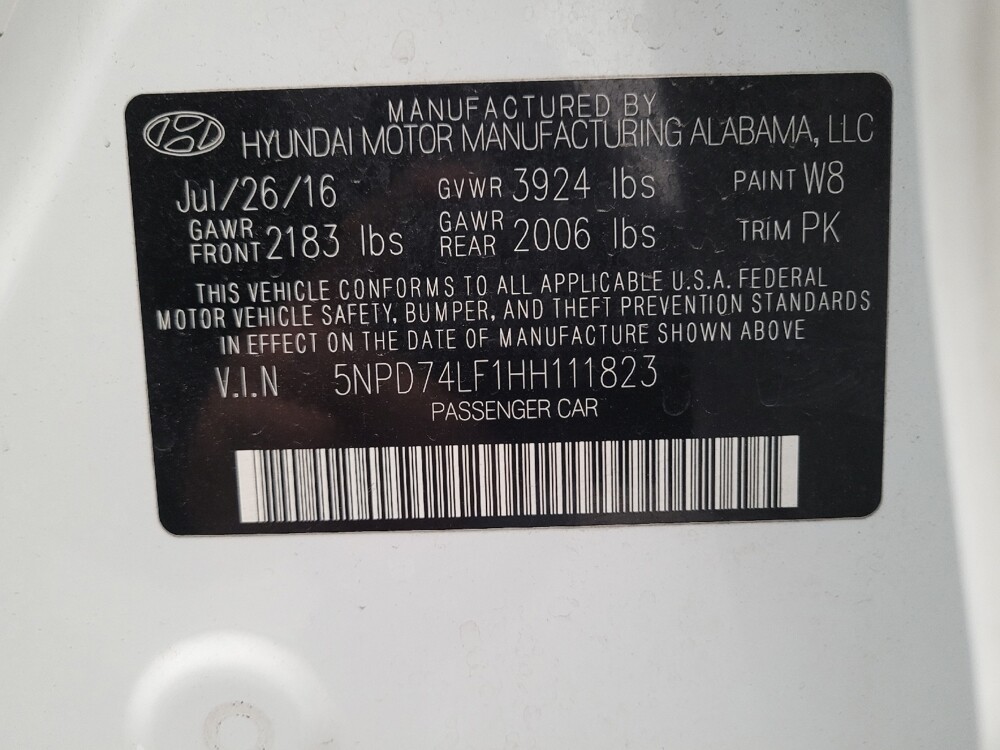 MANUFACTURED BY
HYUNDAI MOTOR MANUFACTURING ALABAMA, LLC
Jul/26/16 GVWR 3924 lbs PAINT W8
GAWR FRONT 2183 lbs GAWR REAR 2006 lbs TRIM PK
THIS VEHICLE CONFORMS TO ALL APPLICABLE U.S.A. FEDERAL
MOTOR VEHICLE SAFETY, BUMPER, AND THEFT PREVENTION STANDARDS
IN EFFECT ON THE DATE OF MANUFACTURE SHOWN ABOVE
V.I.N 5NPD74LF1HH111823
PASSENGER CAR